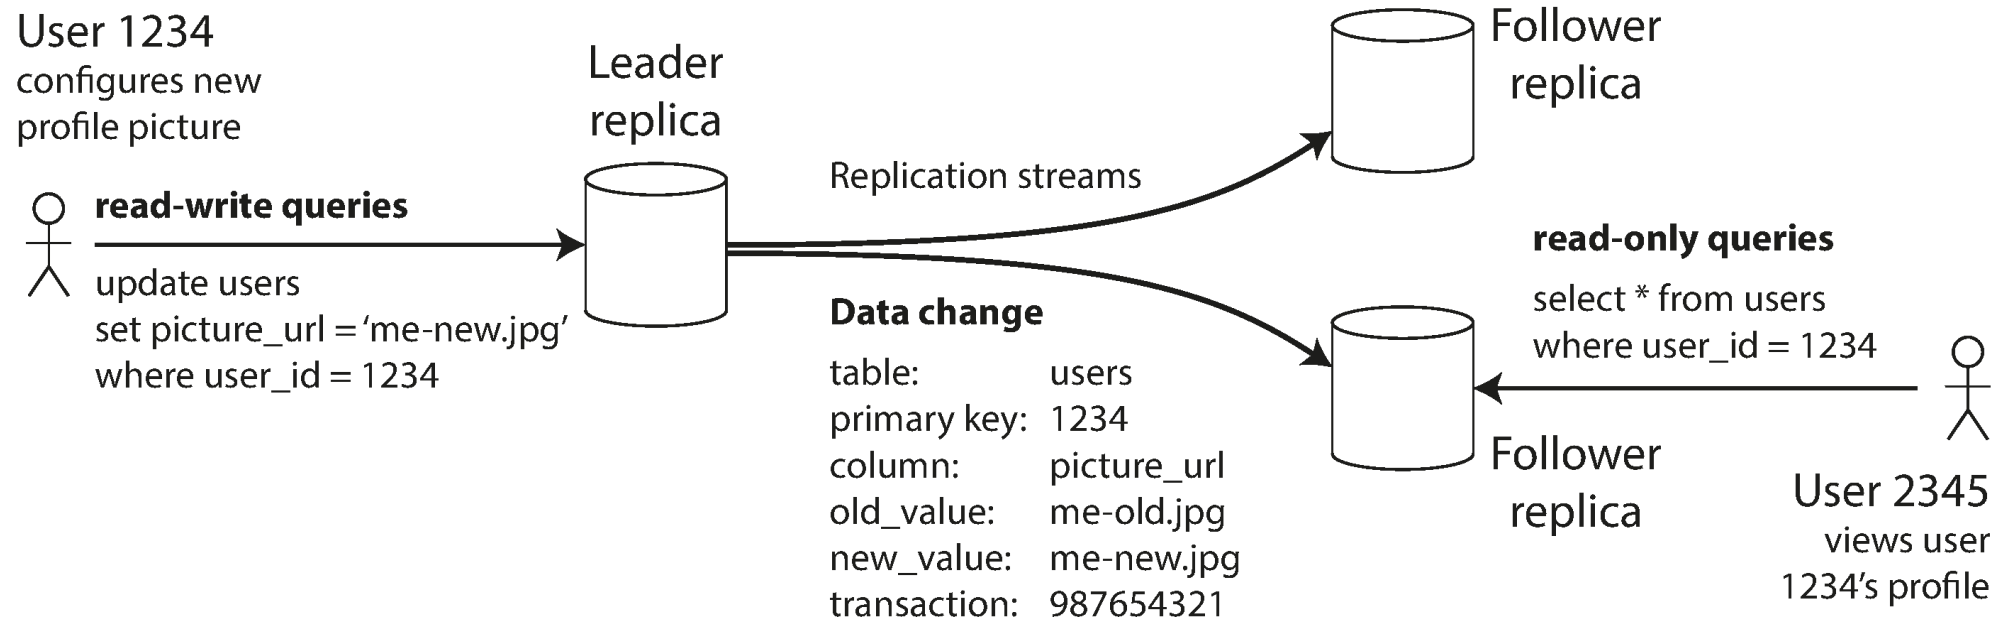 User 1234
configures new
profile picture
Leader
replica
read-write queries
update users
set picture_url = ‘me-new.jpg’
where user_id = 1234
Replication streams
Data change
table: users
primary key: 1234
column: picture_url
old_value: me-old.jpg
new_value: me-new.jpg
transaction: 987654321
Follower
replica
read-only queries
select * from users
where user_id = 1234
Follower
replica
User 2345
views user
1234’s profile